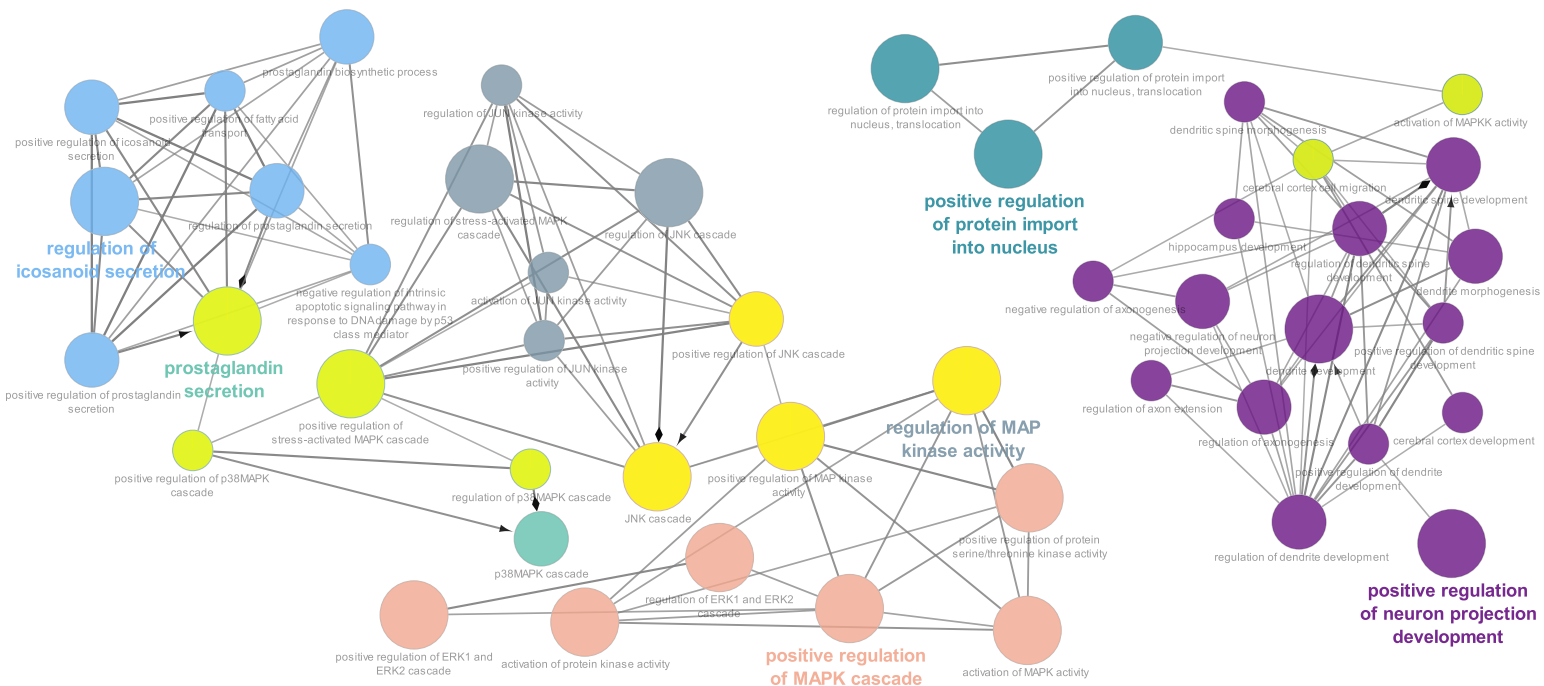 prostaglandin biosynthetic process
positive regulation of fatty acid
transport
positive regulation of icosanoid
secretion
regulation of prostaglandin secretion
regulation of
icosanoid secretion
negative regulation of intrinsic
apoptotic signaling pathway in
response to DNA damage by p53
class mediator
prostaglandin
secretion
positive regulation of prostaglandin
secretion
regulation of JUN kinase activity
regulation of stress-activated MAPK
cascade
regulation of JNK cascade
activation of JUN kinase activity
positive regulation of JUN kinase
activity
positive regulation of JNK cascade
positive regulation of
stress-activated MAPK cascade
positive regulation of p38MAPK
cascade
regulation of p38MAPK cascade
p38MAPK cascade
JNK cascade
positive regulation of MAP kinase
activity
regulation of MAP
kinase activity
positive regulation of protein
serine/threonine kinase activity
regulation of ERK1 and ERK2
cascade
positive regulation of ERK1 and
ERK2 cascade
activation of protein kinase activity
positive regulation
of MAPK cascade
activation of MAPK activity
regulation of protein import into
nucleus, translocation
positive regulation of protein import
into nucleus, translocation
positive regulation
of protein import
into nucleus
activation of MAPKK activity
dendritic spine morphogenesis
cerebral cortex cell migration
dendritic spine development
hippocampus development
regulation of dendritic spine
development
dendrite morphogenesis
negative regulation of axonogenesis
negative regulation of neuron
projection development
dendrite development
positive regulation of dendritic spine
development
regulation of axon extension
regulation of axonogenesis
cerebral cortex development
positive regulation of dendrite
development
regulation of dendrite development
positive regulation
of neuron projection
development